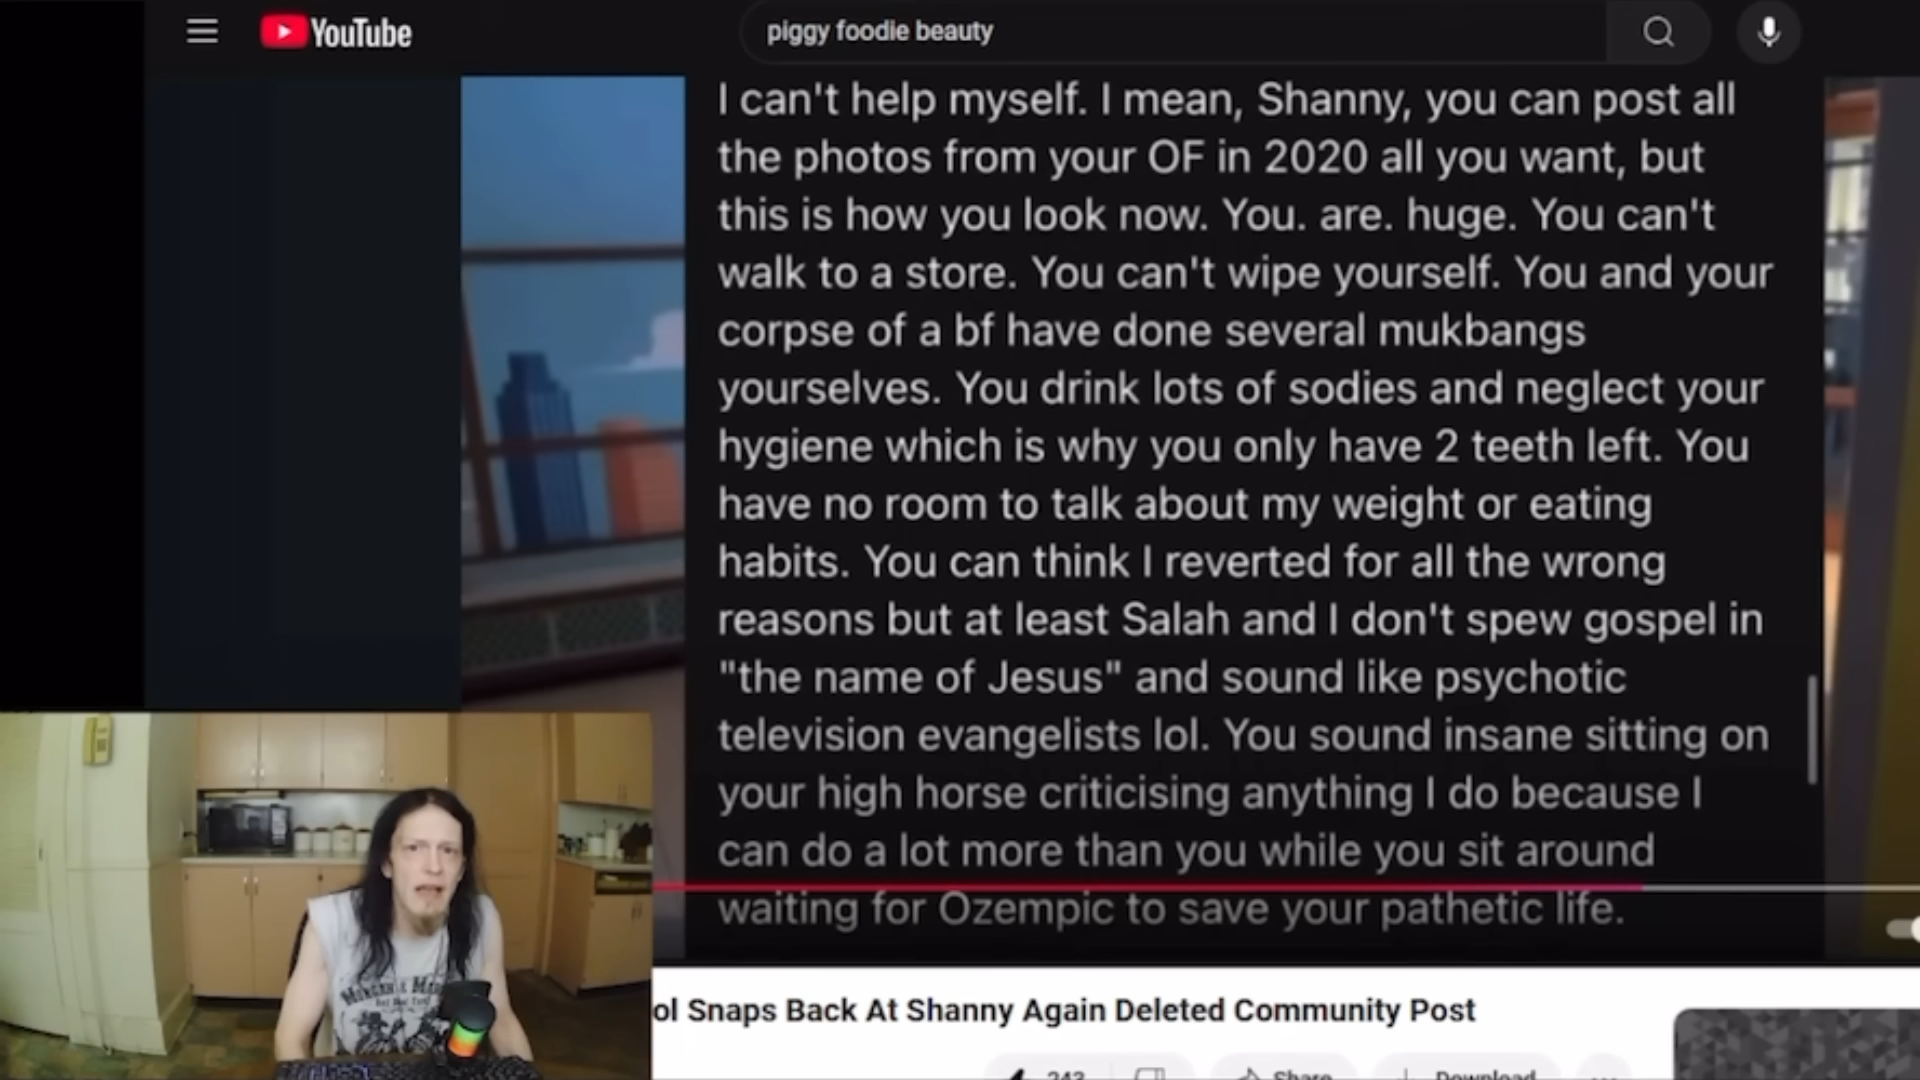 YouTube
piggy foodie beauty
I can't help myself. I mean, Shanny, you can post all
the photos from your OF in 2020 all you want, but
this is how you look now. You. are. huge. You can't
walk to a store. You can't wipe yourself. You and your
corpse of a bf have done several mukbangs
yourselves. You drink lots of sodies and neglect your
hygiene which is why you only have 2 teeth left. You
have no room to talk about my weight or eating
habits. You can think I reverted for all the wrong
reasons but at least Salah and I don't spew gospel in
"the name of Jesus" and sound like psychotic
television evangelists lol. You sound insane sitting on
your high horse criticising anything I do because I
can do a lot more than you while you sit around
waiting for Ozempic to save your pathetic life.
ol Snaps Back At Shanny Again Deleted Community Post
243 Share Download